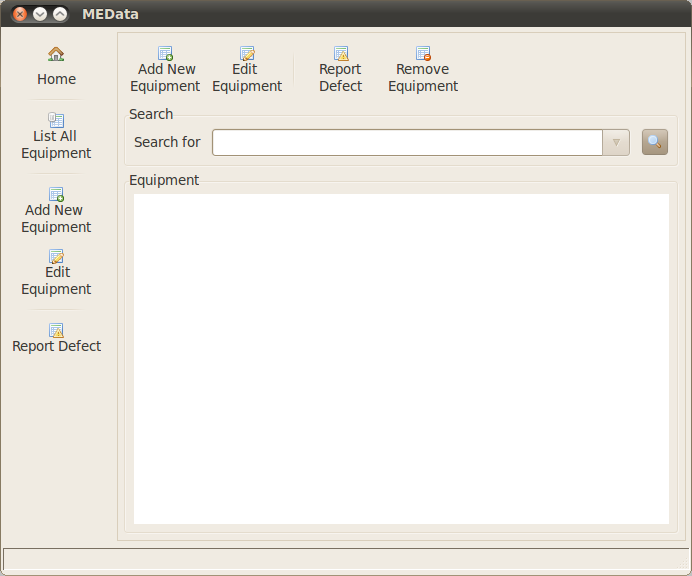 MEData
Home
List All
Equipment
Add New
Equipment
Edit
Equipment
Report Defect
Add New
Equipment
Edit
Equipment
Report
Defect
Remove
Equipment
Search
Search for
Equipment